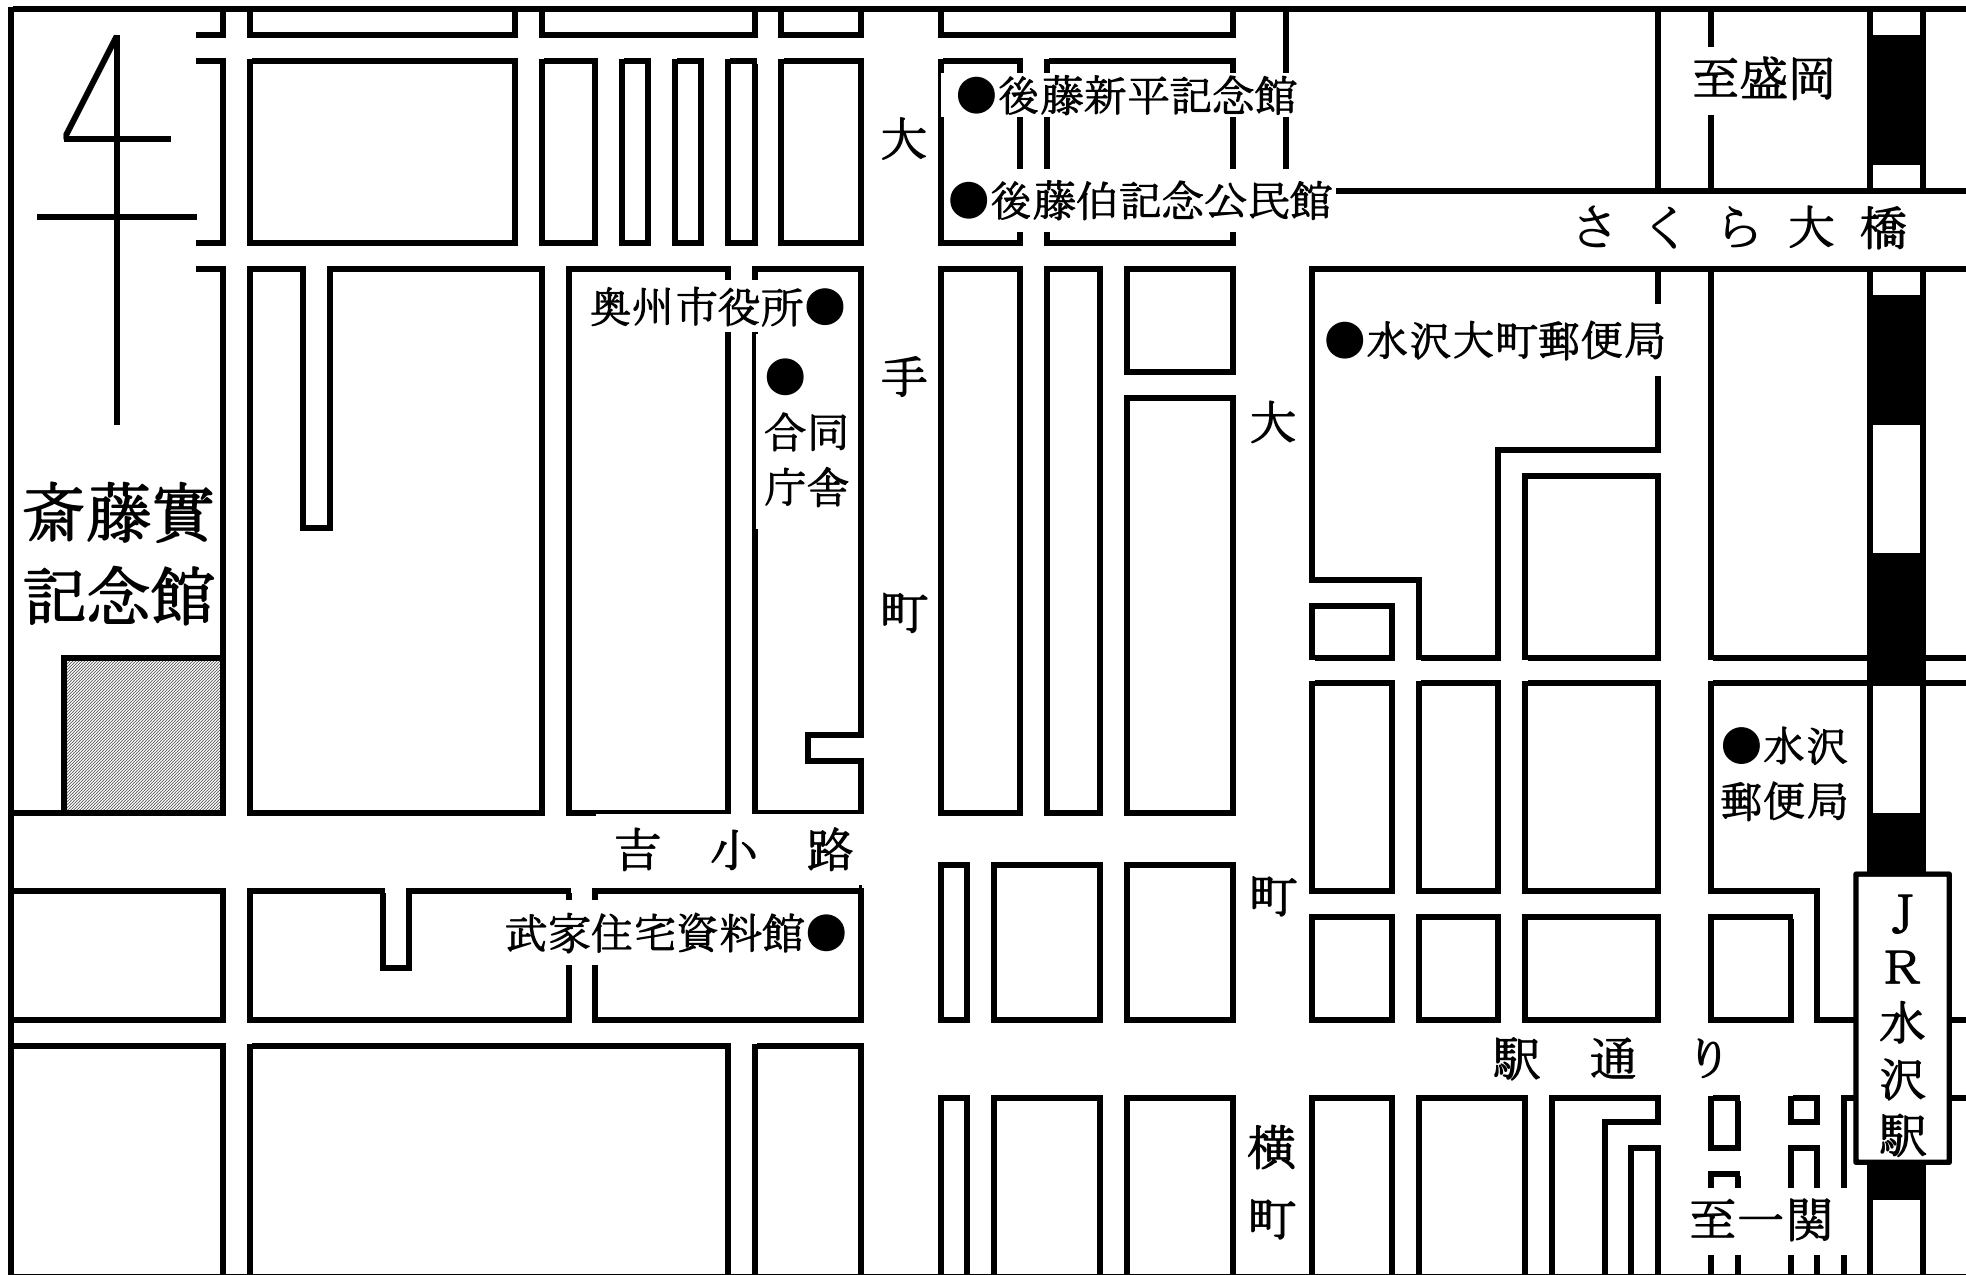 至盛岡
後藤新平記念館
大手町
後藤伯記念公民館
さくら大橋
奥州市役所
水沢大町郵便局
合同
庁舎
大町
斎藤實
記念館
水沢
郵便局
吉小路
武家住宅資料館
JR水沢駅
駅通り
横町
至一関